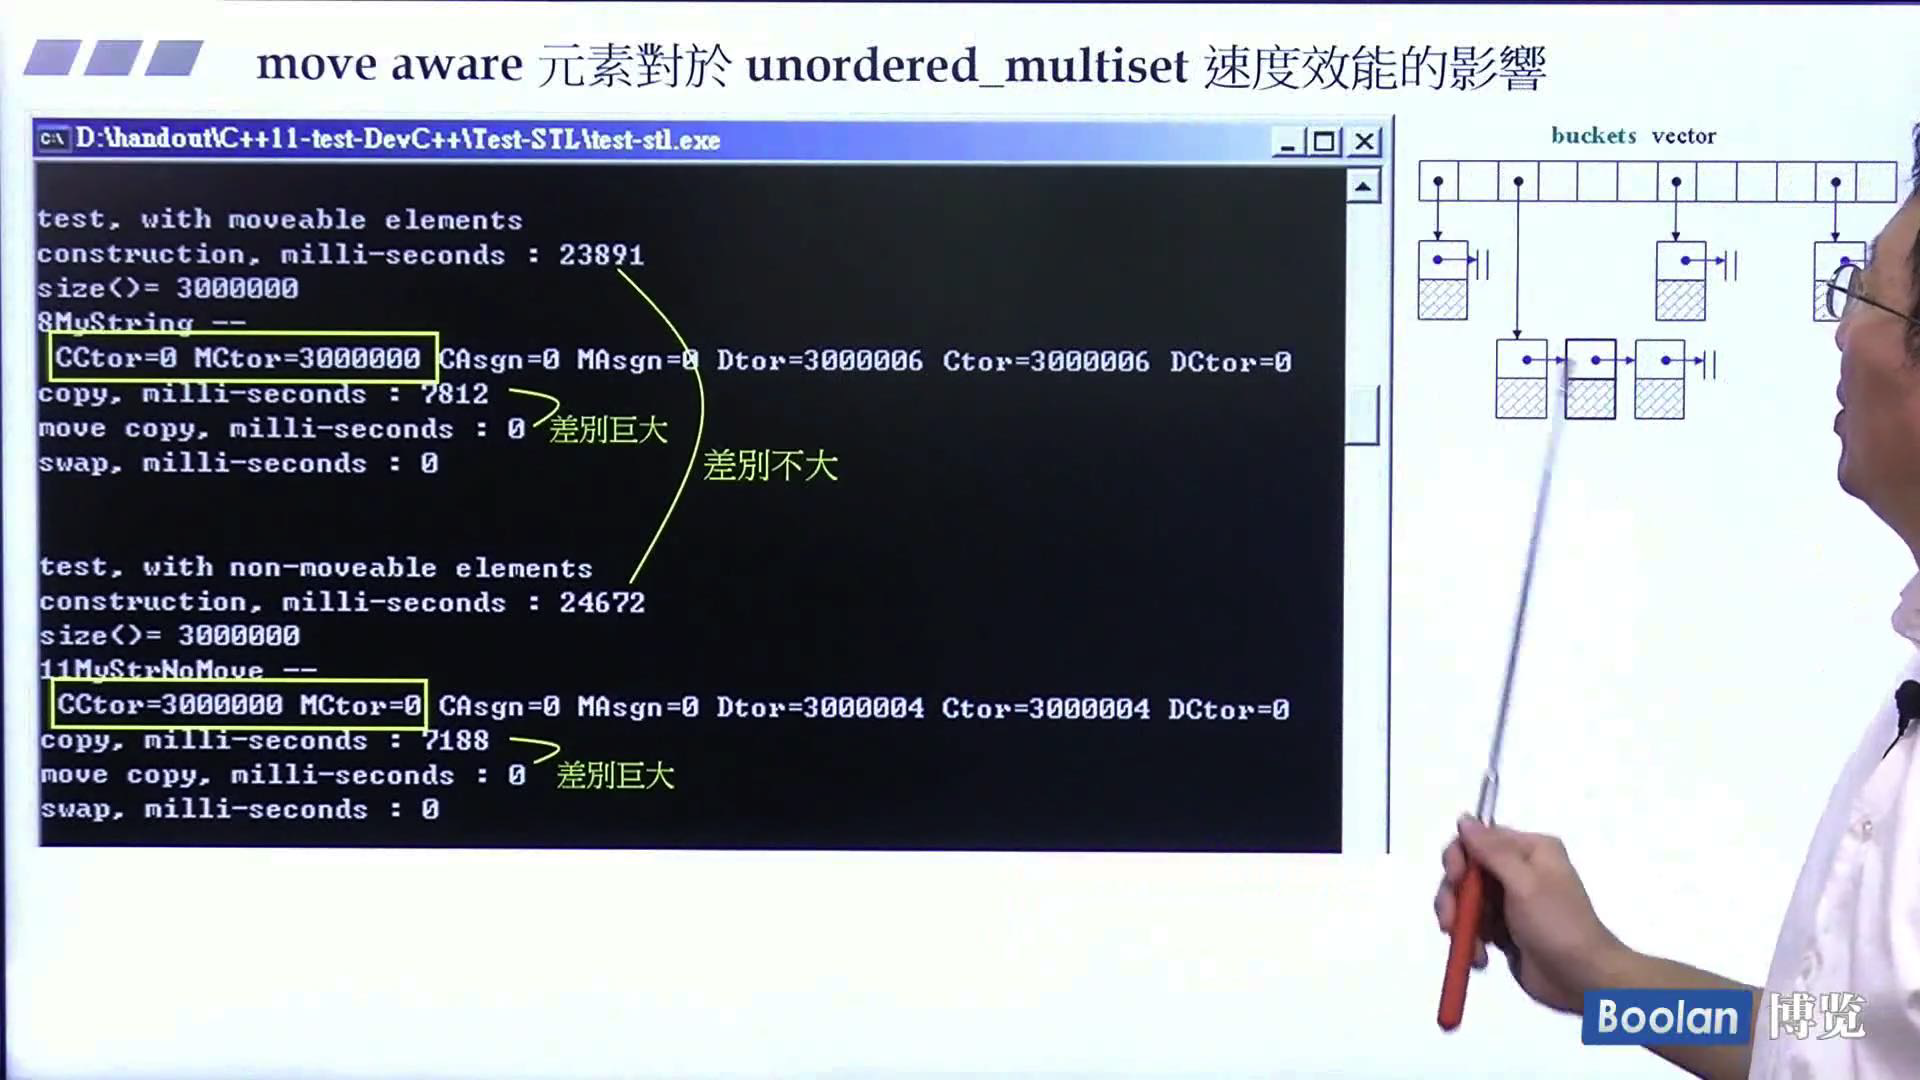 move aware 元素對於 unordered_multiset 速度效能的影響
D:\handout\C++11-test-DevC++\Test-STL\test-stl.exe
test, with moveable elements
construction, milli-seconds : 23891
size()= 3000000
8MyString --
CCtor=0 MCtor=3000000 CAsgn=0 MAsgn=0 Dtor=3000006 Ctor=3000006 DCtor=0
copy, milli-seconds : 7812
move copy, milli-seconds : 0 差別巨大
swap, milli-seconds : 0
差別不大
test, with non-moveable elements
construction, milli-seconds : 24672
size()= 3000000
11MyStrNoMove --
CCtor=3000000 MCtor=0 CAsgn=0 MAsgn=0 Dtor=3000004 Ctor=3000004 DCtor=0
copy, milli-seconds : 7188
move copy, milli-seconds : 0 差別巨大
swap, milli-seconds : 0
buckets vector
Boolan 博览